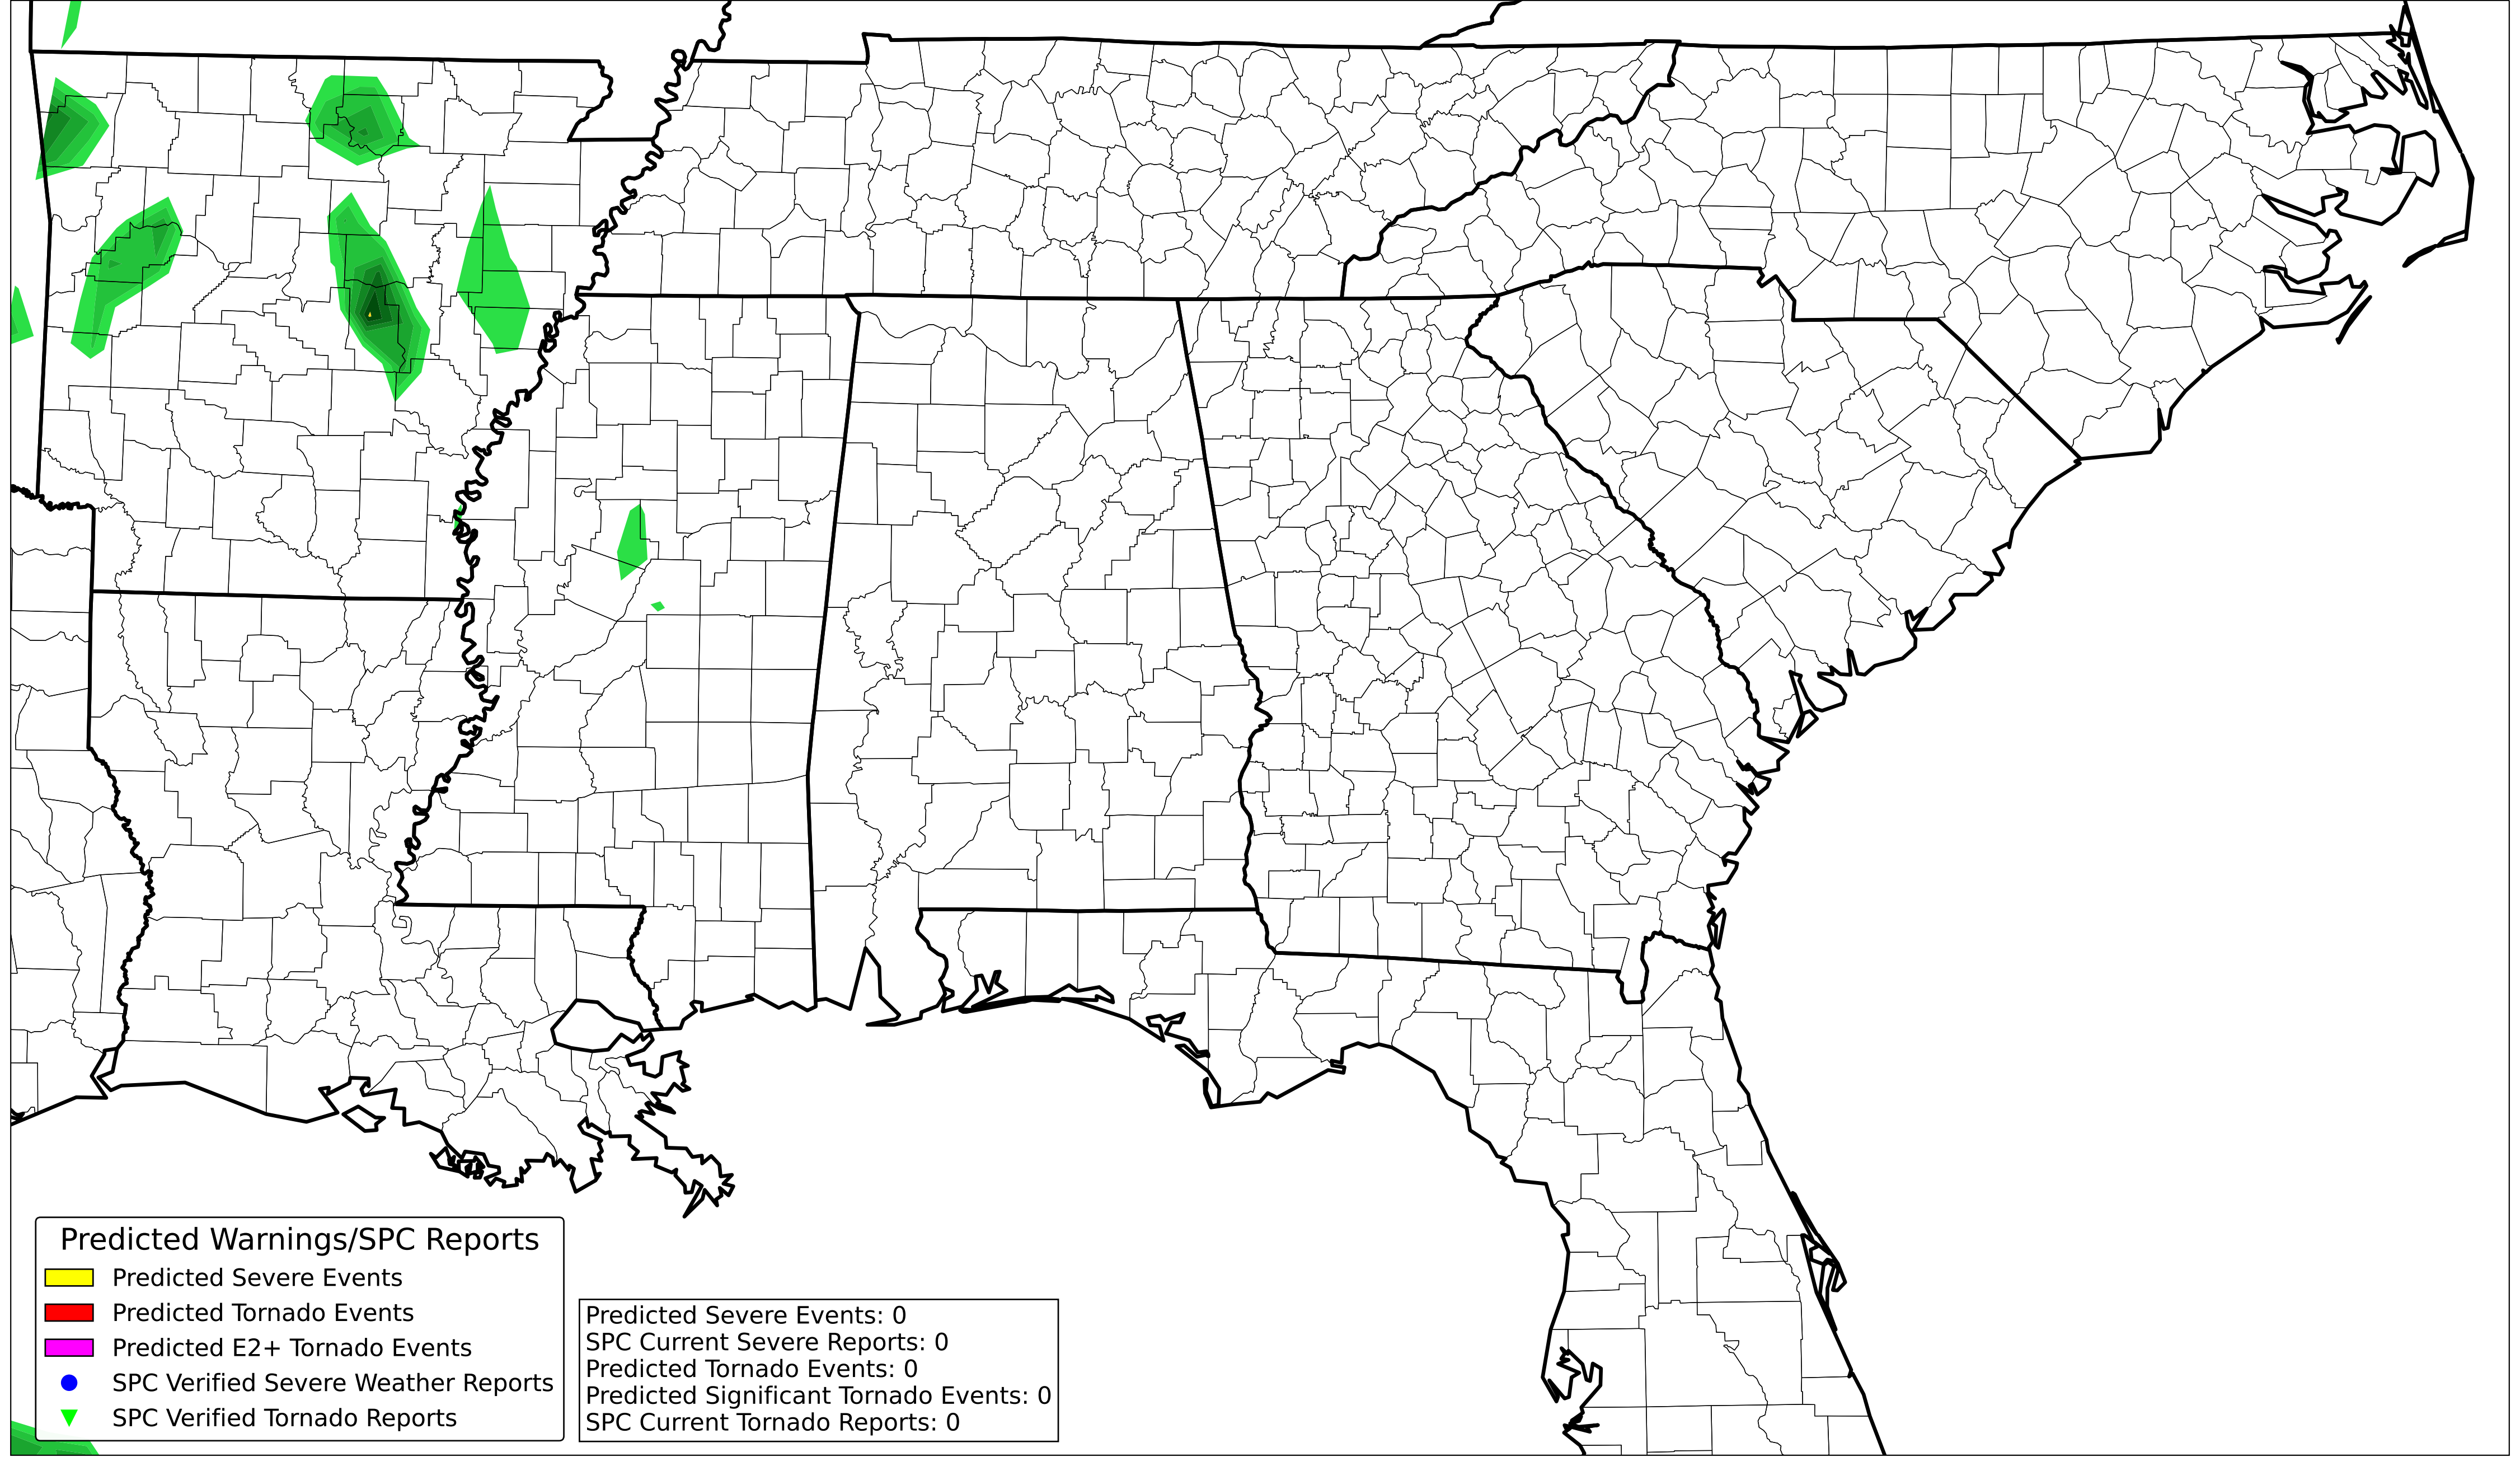 Predicted Warnings/SPC Reports
Predicted Severe Events
Predicted Tornado Events
Predicted E2+ Tornado Events
SPC Verified Severe Weather Reports
SPC Verified Tornado Reports
Predicted Severe Events: 0
SPC Current Severe Reports: 0
Predicted Tornado Events: 0
Predicted Significant Tornado Events: 0
SPC Current Tornado Reports: 0